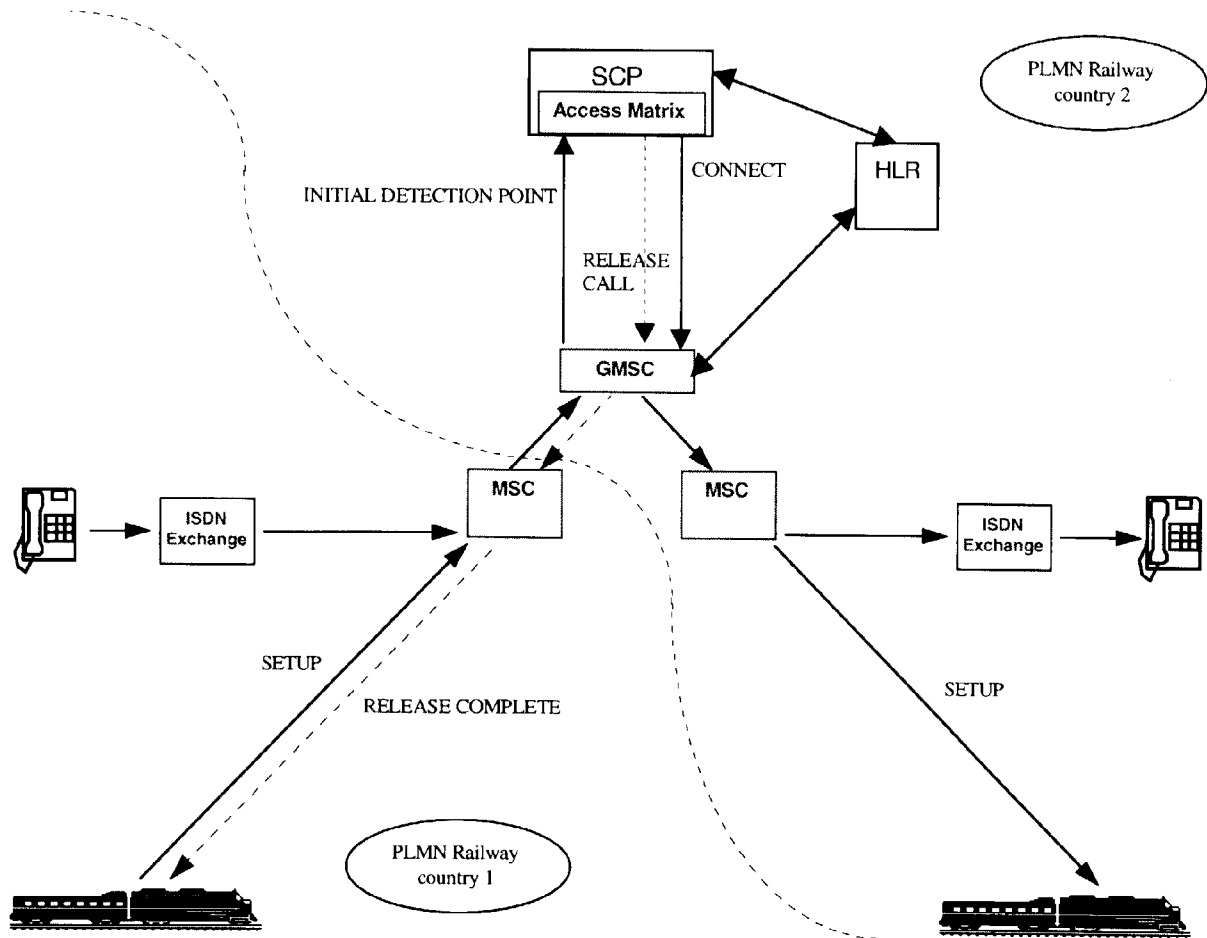 SCP
Access Matrix
PLMN Railway
country 2
HLR
CONNECT
INITIAL DETECTION POINT
RELEASE
CALL
GMSC
MSC
MSC
ISDN
Exchange
ISDN
Exchange
SETUP
RELEASE COMPLETE
SETUP
PLMN Railway
country 1